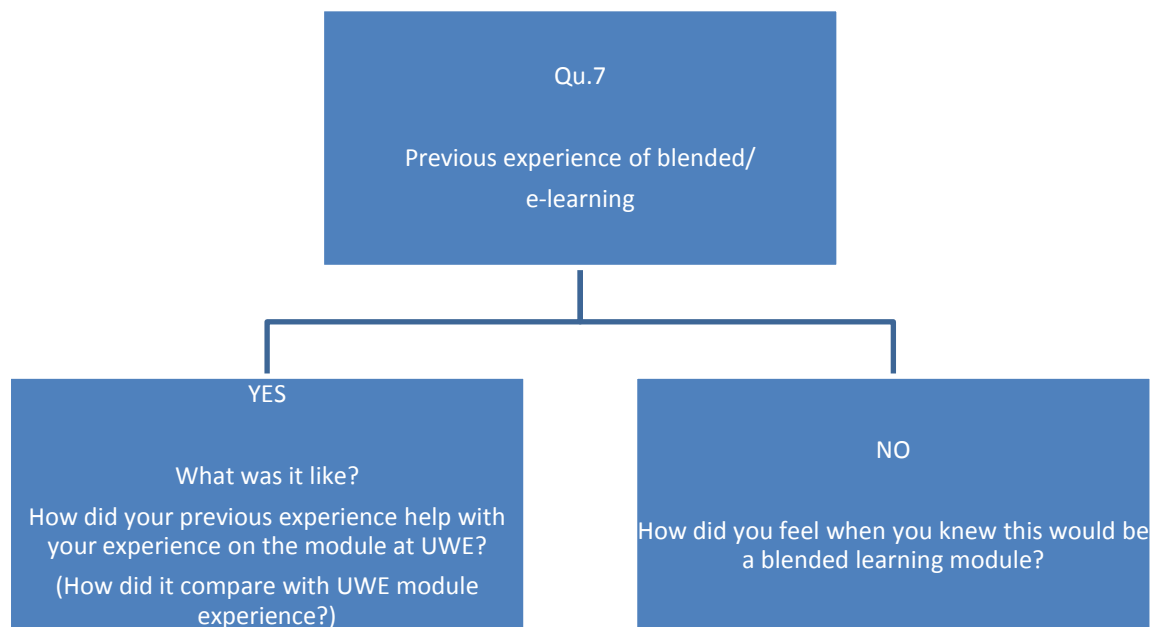 Qu.7
Previous experience of blended/
e-learning
YES
What was it like?
How did your previous experience help with
your experience on the module at UWE?
(How did it compare with UWE module
experience?)
NO
How did you feel when you knew this would be
a blended learning module?